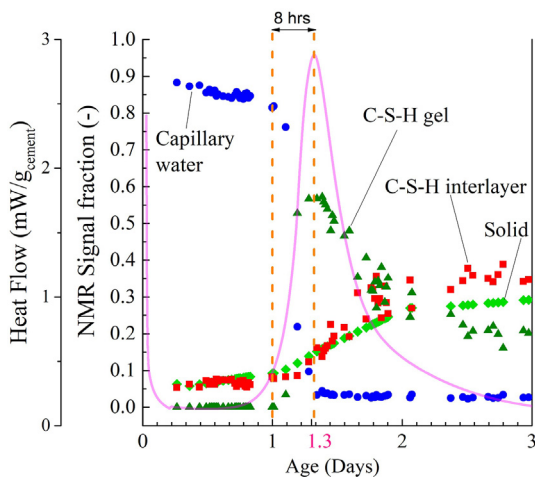 8 hrs
Heat Flow (mW/g_cement)
3
2
1
0
NMR Signal fraction (-)
1.0
0.9
0.8
0.7
0.6
0.5
0.4
0.3
0.2
0.1
0.0
Capillary
water
C-S-H gel
C-S-H interlayer
Solid
0
1
1.3
2
3
Age (Days)